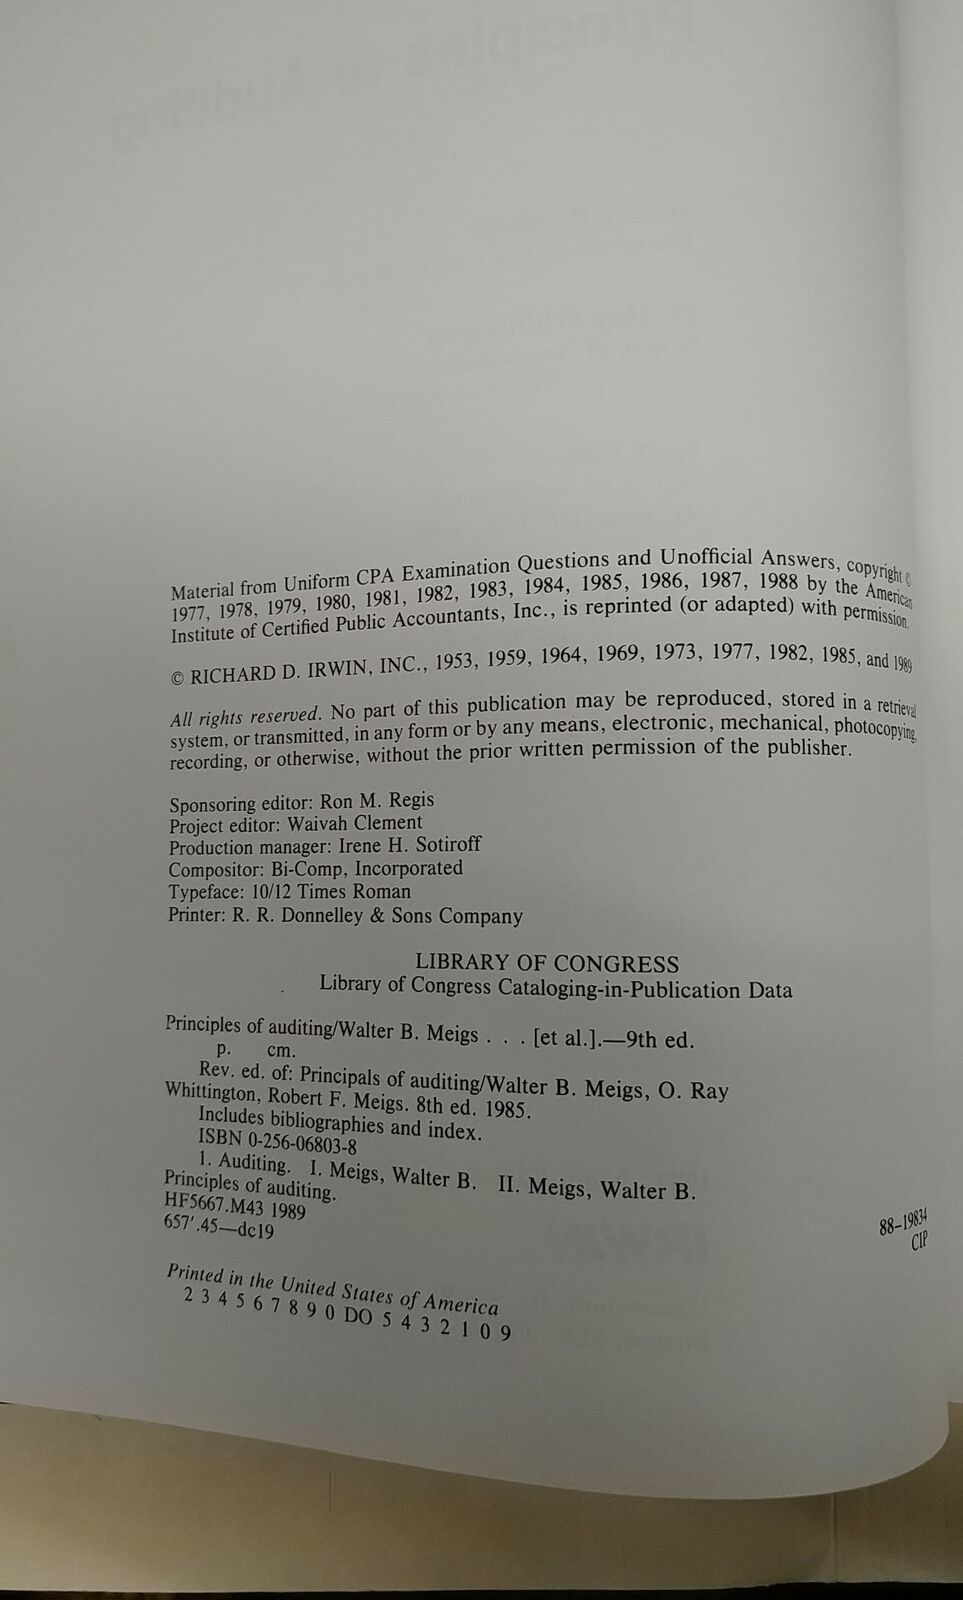 Material from Uniform CPA Examination Questions and Unofficial Answers, copyright ©
1977, 1978, 1979, 1980, 1981, 1982, 1983, 1984, 1985, 1986, 1987, 1988 by the American
Institute of Certified Public Accountants, Inc., is reprinted (or adapted) with permission.
© RICHARD D. IRWIN, INC., 1953, 1959, 1964, 1969, 1973, 1977, 1982, 1985, and 1989
All rights reserved. No part of this publication may be reproduced, stored in a retrieval
system, or transmitted, in any form or by any means, electronic, mechanical, photocopying,
recording, or otherwise, without the prior written permission of the publisher.
Sponsoring editor: Ron M. Regis
Project editor: Waivah Clement
Production manager: Irene H. Sotiroff
Compositor: Bi-Comp, Incorporated
Typeface: 10/12 Times Roman
Printer: R. R. Donnelley & Sons Company
LIBRARY OF CONGRESS
Library of Congress Cataloging-in-Publication Data
Principles of auditing/Walter B. Meigs . . . [et al.].—9th ed.
p. cm.
Rev. ed. of: Principals of auditing/Walter B. Meigs, O. Ray
Whittington, Robert F. Meigs. 8th ed. 1985.
Includes bibliographies and index.
ISBN 0-256-06803-8
1. Auditing. I. Meigs, Walter B. II. Meigs, Walter B.
Principles of auditing.
HF5667.M43 1989
657'.45—dc19
88-19834
CIP
Printed in the United States of America
2 3 4 5 6 7 8 9 0 DO 5 4 3 2 1 0 9